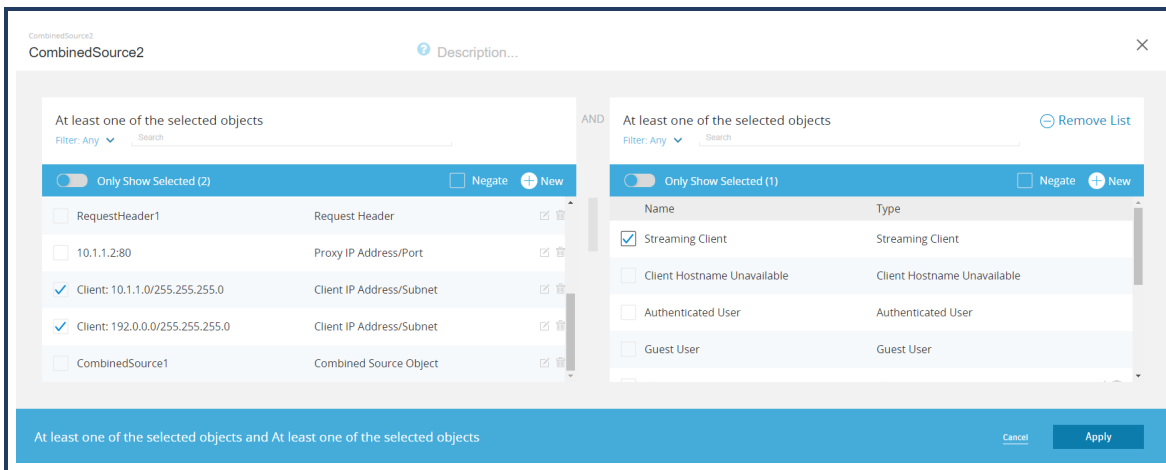 CombinedSource2
CombinedSource2
Description...
At least one of the selected objects
Filter: Any
Search
Only Show Selected (2)
Negate
New
RequestHeader1 Request Header
10.1.1.2:80 Proxy IP Address/Port
Client: 10.1.1.0/255.255.255.0 Client IP Address/Subnet
Client: 192.0.0.0/255.255.255.0 Client IP Address/Subnet
CombinedSource1 Combined Source Object
AND
At least one of the selected objects
Remove List
Filter: Any
Search
Only Show Selected (1)
Negate
New
Name Type
Streaming Client Streaming Client
Client Hostname Unavailable Client Hostname Unavailable
Authenticated User Authenticated User
Guest User Guest User
At least one of the selected objects and At least one of the selected objects
Cancel
Apply